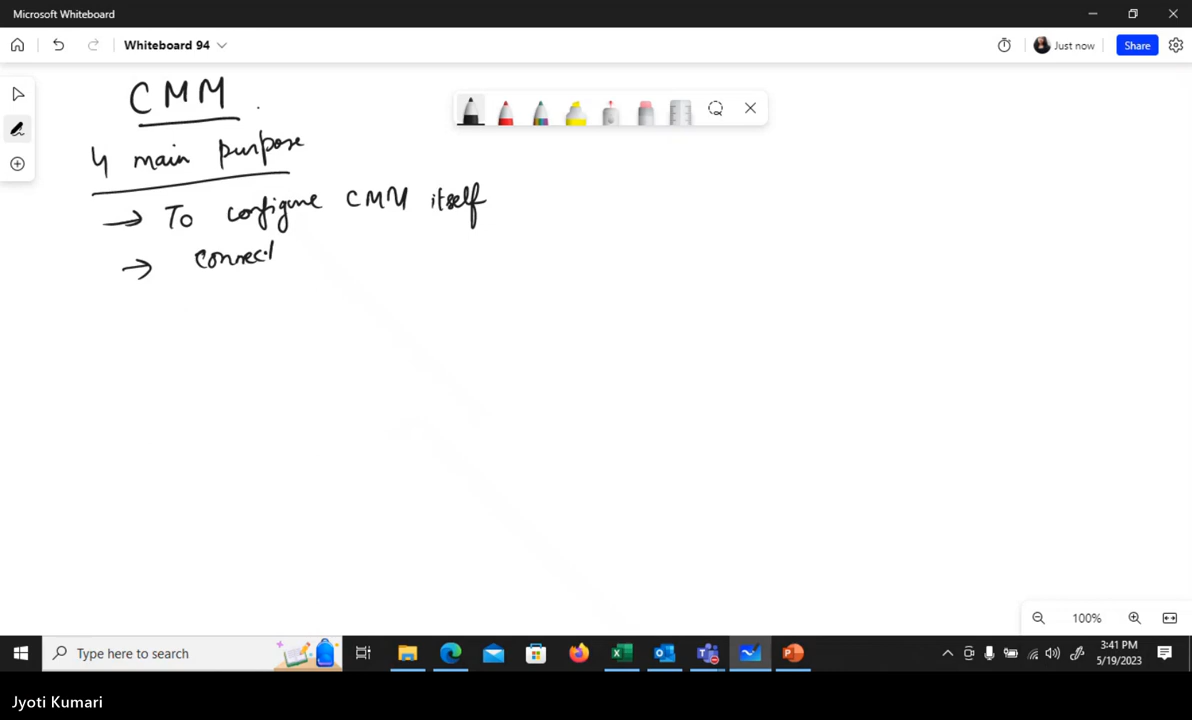 Microsoft Whiteboard
Whiteboard 94
Just now
Share
CMM
4 main purpose
→ To configure CMM itself
→ connect
100%
Type here to search
3:41 PM
5/19/2023
Jyoti Kumari